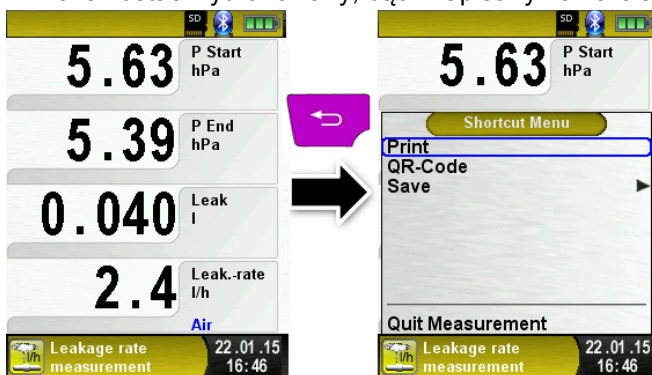 SD
5.63 P Start
hPa
5.39 P End
hPa
0.040 Leak
l
2.4 Leak.-rate
l/h
Air
l/h Leakage rate measurement
22.01.15
16:46
SD
5.63 P Start
hPa
Shortcut Menu
Print
QR-Code
Save
Quit Measurement
l/h Leakage rate measurement
22.01.15
16:46